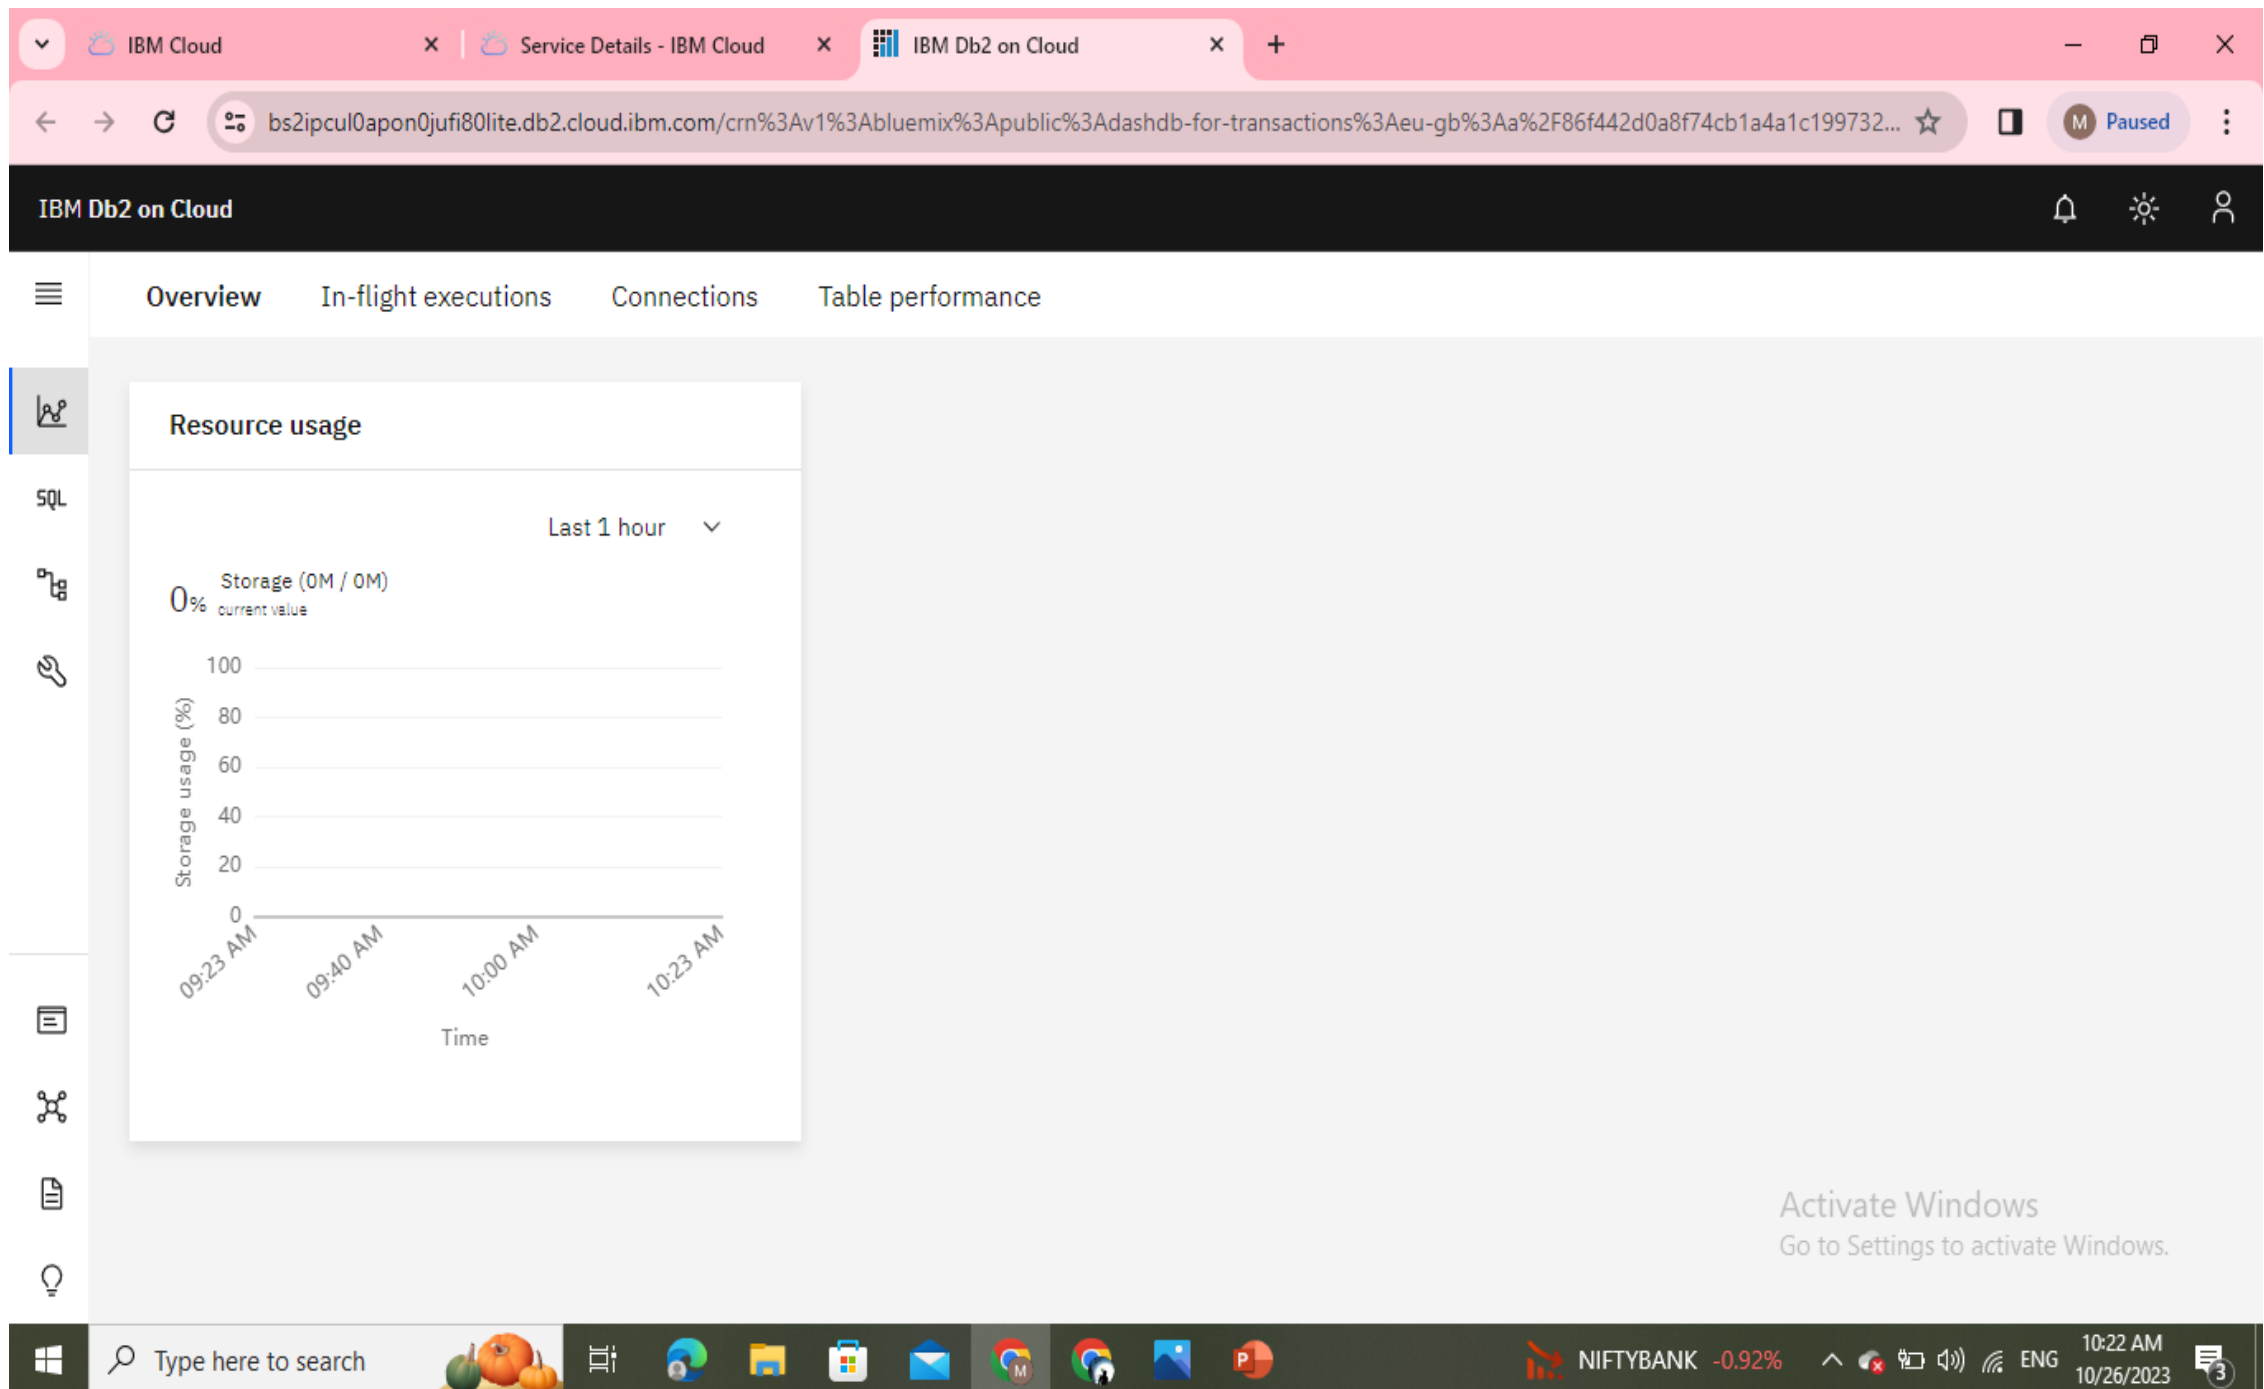 IBM Cloud
Service Details - IBM Cloud
IBM Db2 on Cloud
bs2ipcul0apon0jufi80lite.db2.cloud.ibm.com/crn%3Av1%3Abluemix%3Apublic%3Adashdb-for-transactions%3Aeu-gb%3Aa%2F86f442d0a8f74cb1a4a1c199732...
M Paused
IBM Db2 on Cloud
Overview In-flight executions Connections Table performance
Resource usage
SQL
Last 1 hour
0% Storage (0M / 0M)
current value
Storage usage (%)
100
80
60
40
20
0
09:23 AM 09:40 AM 10:00 AM 10:23 AM
Time
Activate Windows
Go to Settings to activate Windows.
Type here to search
M
P
NIFTYBANK -0.92%
ENG
10:22 AM
10/26/2023
3